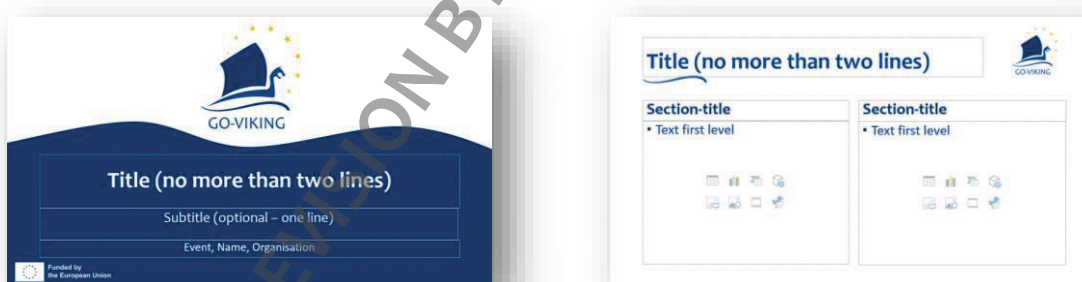 GO-VIKING
Title (no more than two lines)
Subtitle (optional – one line)
Event, Name, Organisation
Funded by
the European Union
Title (no more than two lines)
GO-VIKING
Section-title
• Text first level
Section-title
• Text first level